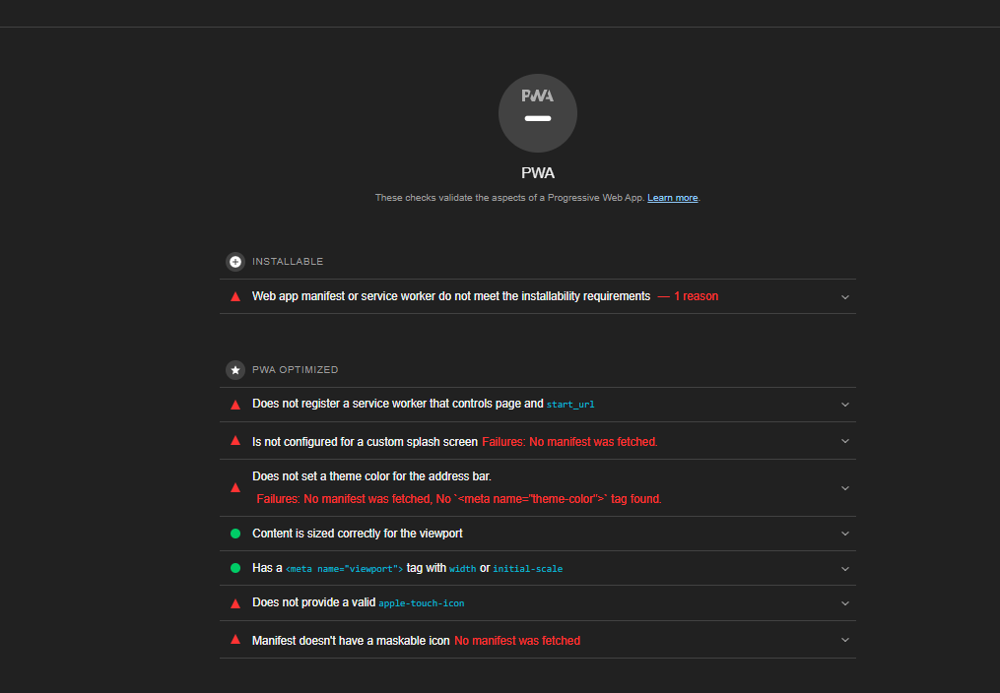 PWA
PWA
These checks validate the aspects of a Progressive Web App. Learn more.
INSTALLABLE
Web app manifest or service worker do not meet the installability requirements — 1 reason
PWA OPTIMIZED
Does not register a service worker that controls page and start_url
Is not configured for a custom splash screen Failures: No manifest was fetched.
Does not set a theme color for the address bar.
Failures: No manifest was fetched, No `<meta name="theme-color">` tag found.
Content is sized correctly for the viewport
Has a <meta name="viewport"> tag with width or initial-scale
Does not provide a valid apple-touch-icon
Manifest doesn't have a maskable icon No manifest was fetched